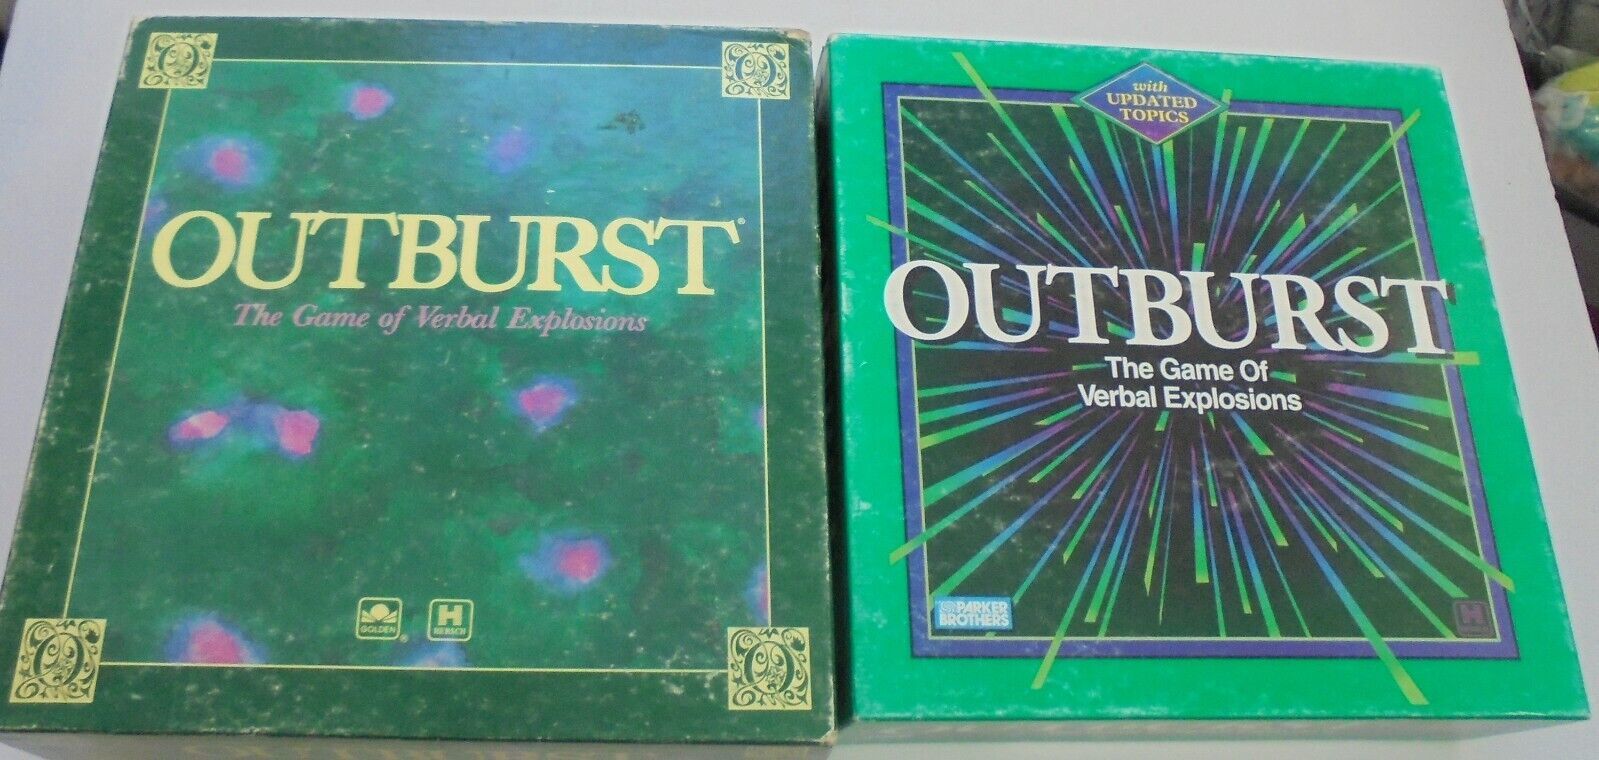 OUTBURST®
The Game of Verbal Explosions
GOLDEN®
H
HERSCH
with
UPDATED
TOPICS
OUTBURST
The Game Of
Verbal Explosions
PARKER
BROTHERS
H